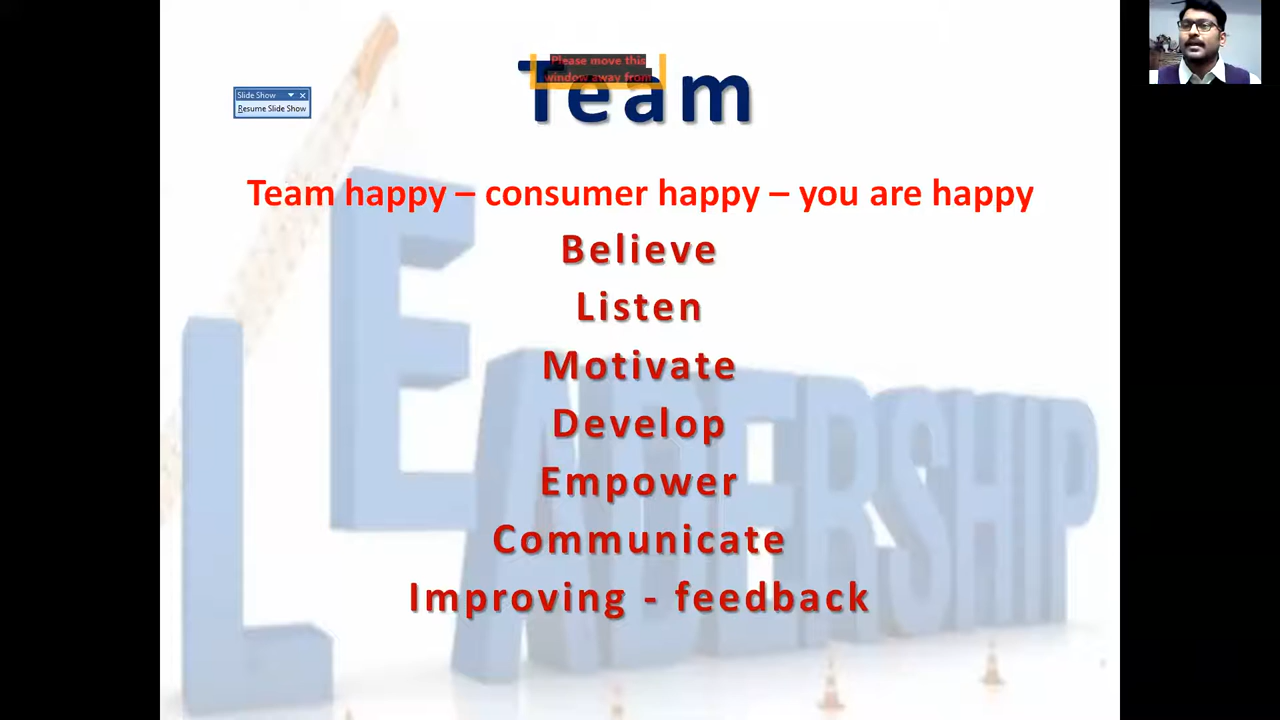 Team
Please move this
window away from
Slide Show
Resume Slide Show
Team happy – consumer happy – you are happy
Believe
Listen
Motivate
Develop
Empower
Communicate
Improving - feedback
LEADERSHIP